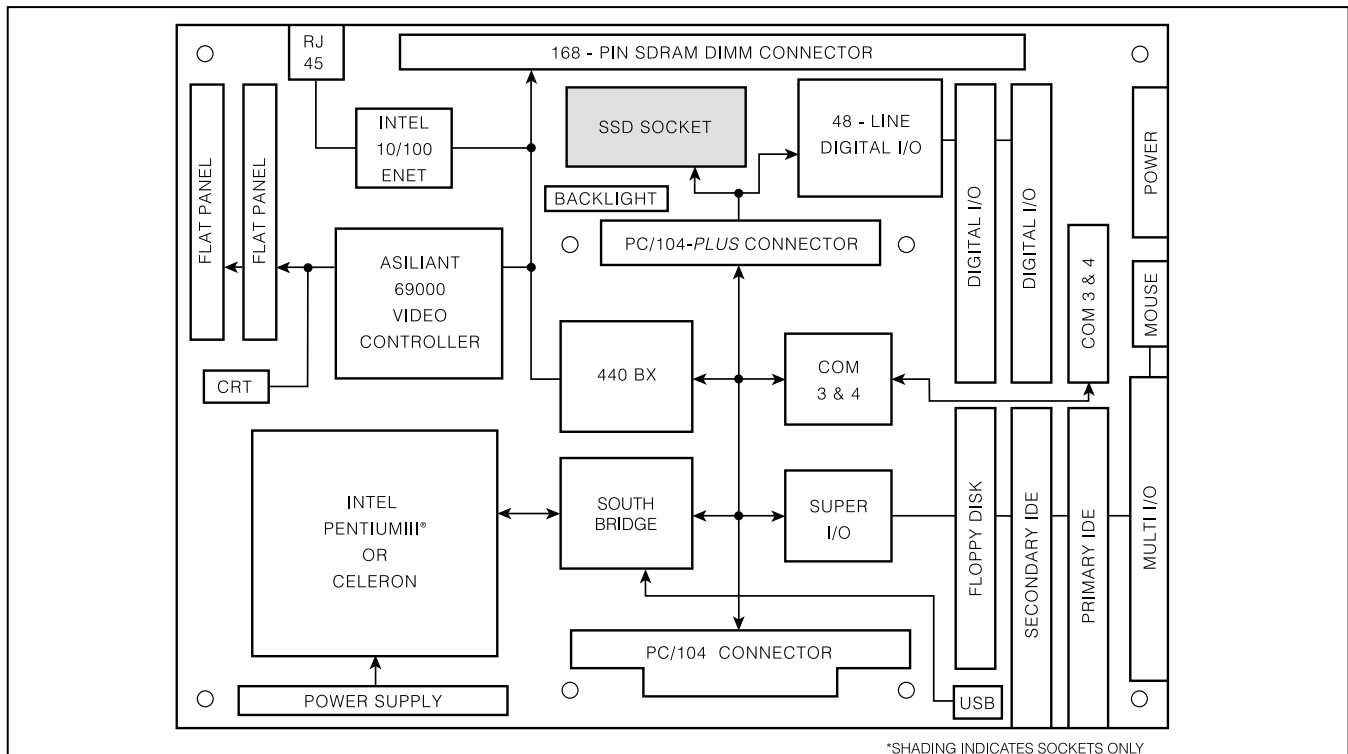 RJ
45
168 - PIN SDRAM DIMM CONNECTOR
FLAT PANEL
FLAT PANEL
INTEL
10/100
ENET
SSD SOCKET
48 - LINE
DIGITAL I/O
DIGITAL I/O
DIGITAL I/O
POWER
BACKLIGHT
PC/104-PLUS CONNECTOR
ASILIANT
69000
VIDEO
CONTROLLER
COM 3 & 4
MOUSE
CRT
440 BX
COM
3 & 4
INTEL
PENTIUMIII®
OR
CELERON
SOUTH
BRIDGE
SUPER
I/O
FLOPPY DISK
SECONDARY IDE
PRIMARY IDE
MULTI I/O
PC/104 CONNECTOR
POWER SUPPLY
USB
*SHADING INDICATES SOCKETS ONLY